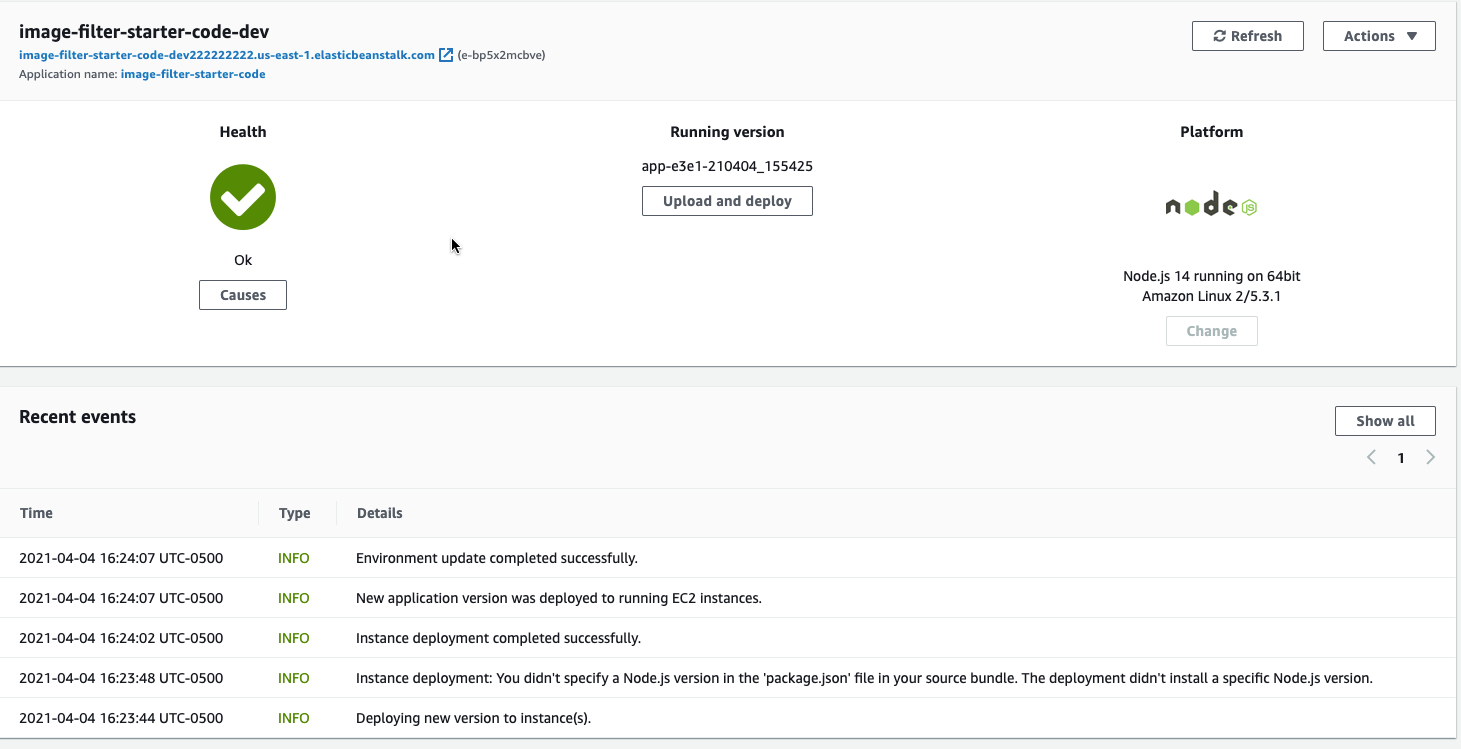 image-filter-starter-code-dev
image-filter-starter-code-dev222222222.us-east-1.elasticbeanstalk.com (e-bp5x2mcbve)
Application name: image-filter-starter-code
Refresh
Actions
Health
Ok
Causes
Running version
app-e3e1-210404_155425
Upload and deploy
Platform
node JS
Node.js 14 running on 64bit
Amazon Linux 2/5.3.1
Change
Recent events
Show all
1
Time Type Details
2021-04-04 16:24:07 UTC-0500 INFO Environment update completed successfully.
2021-04-04 16:24:07 UTC-0500 INFO New application version was deployed to running EC2 instances.
2021-04-04 16:24:02 UTC-0500 INFO Instance deployment completed successfully.
2021-04-04 16:23:48 UTC-0500 INFO Instance deployment: You didn't specify a Node.js version in the 'package.json' file in your source bundle. The deployment didn't install a specific Node.js version.
2021-04-04 16:23:44 UTC-0500 INFO Deploying new version to instance(s).